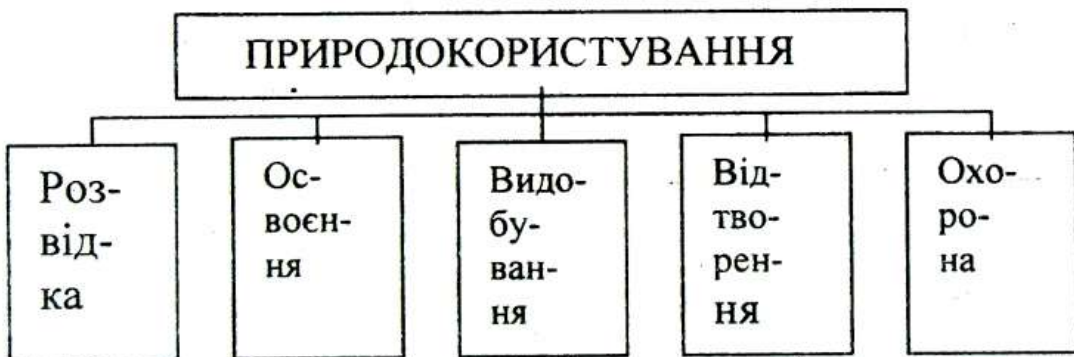 ПРИРОДОКОРИСТУВАННЯ
Роз-
від-
ка
Ос-
воєн-
ня
Видо-
бу-
ван-
ня
Від-
тво-
рен-
ня
Охо-
ро-
на